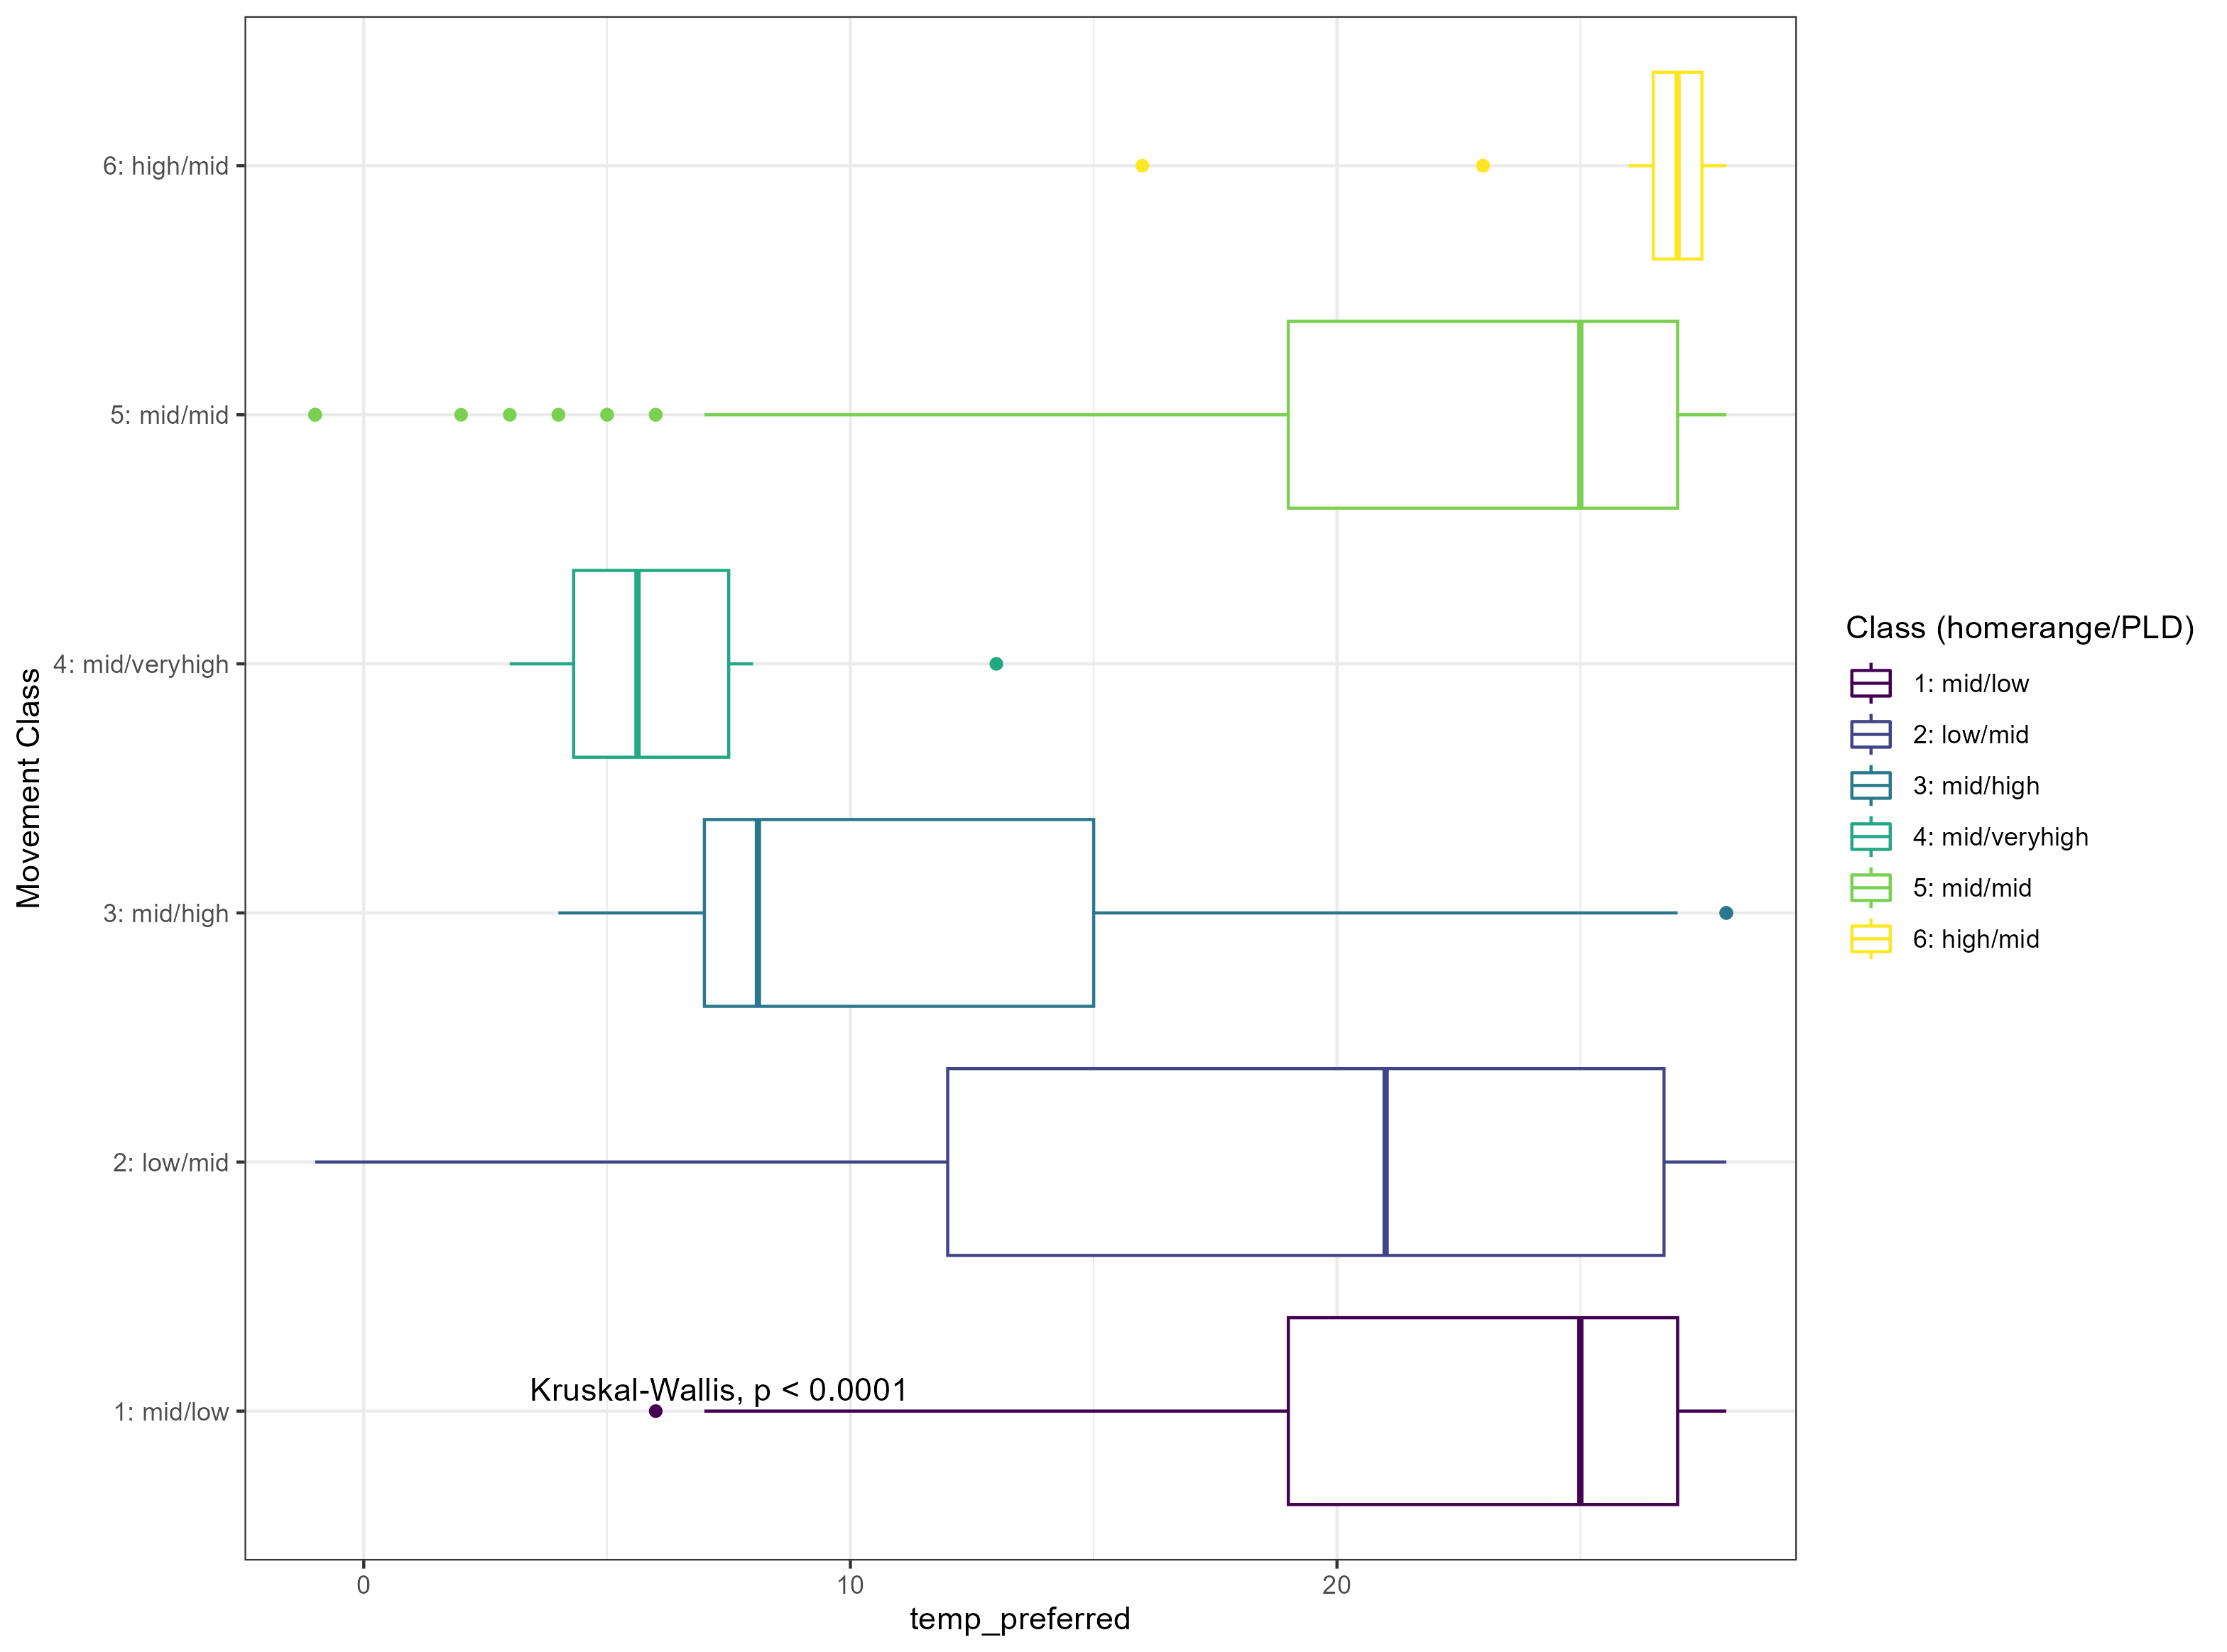 6: high/mid
5: mid/mid
4: mid/veryhigh
3: mid/high
2: low/mid
1: mid/low
Movement Class
Kruskal-Wallis, p < 0.0001
0 10 20
temp_preferred
Class (homerange/PLD)
1: mid/low
2: low/mid
3: mid/high
4: mid/veryhigh
5: mid/mid
6: high/mid